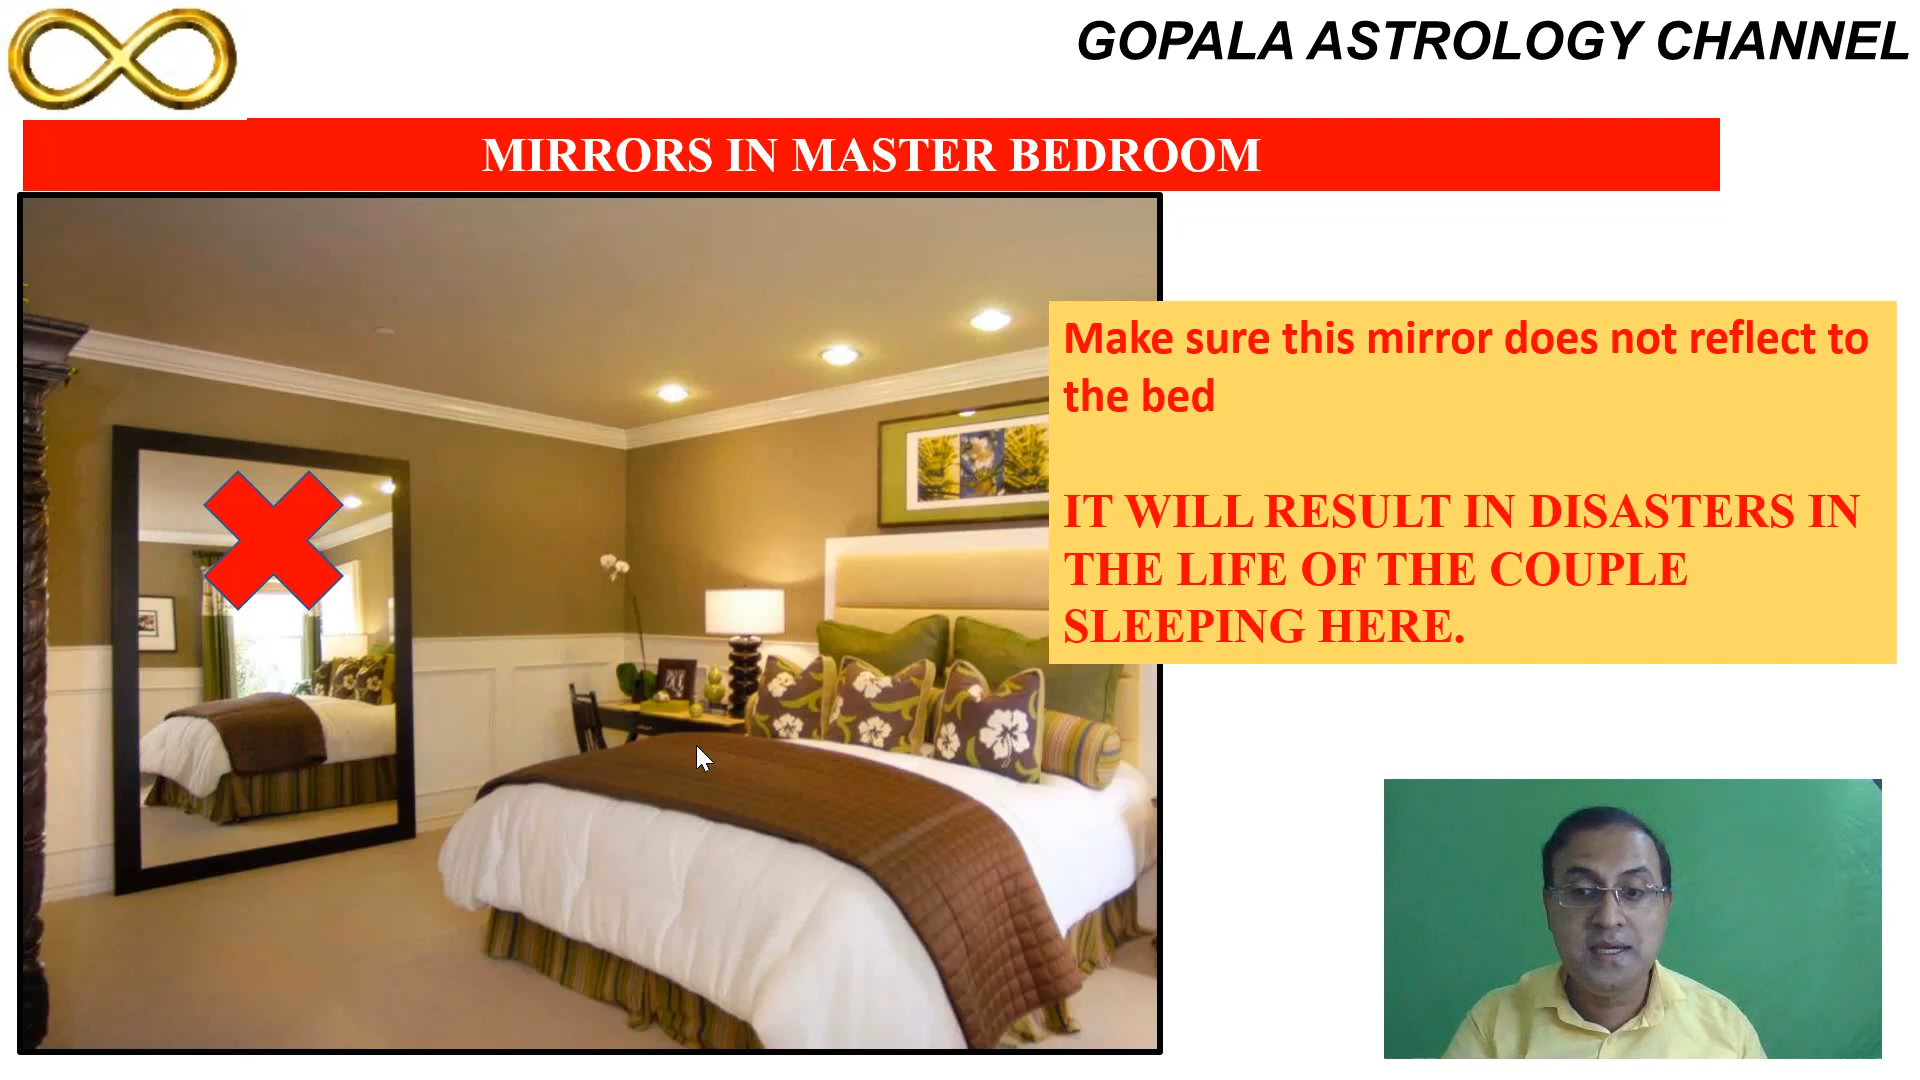 GOPALA ASTROLOGY CHANNEL
MIRRORS IN MASTER BEDROOM
Make sure this mirror does not reflect to
the bed
IT WILL RESULT IN DISASTERS IN
THE LIFE OF THE COUPLE
SLEEPING HERE.